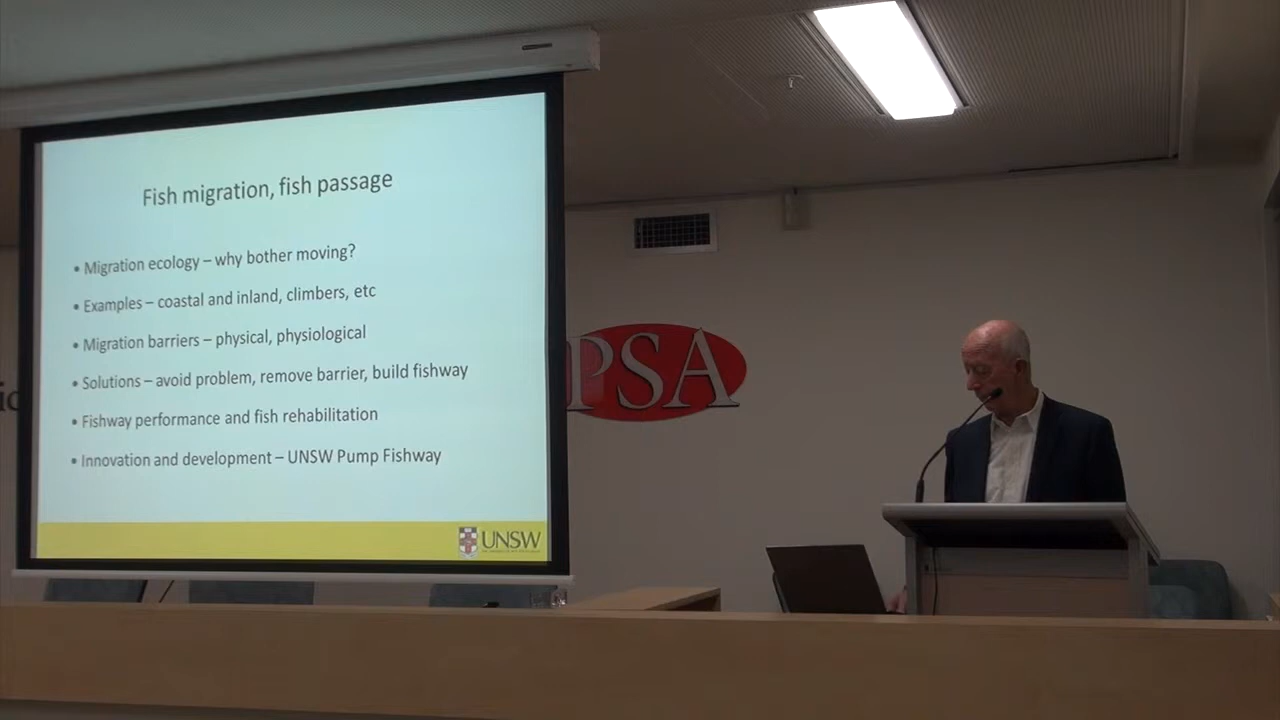 Fish migration, fish passage
• Migration ecology – why bother moving?
• Examples – coastal and inland, climbers, etc
• Migration barriers – physical, physiological
• Solutions – avoid problem, remove barrier, build fishway
• Fishway performance and fish rehabilitation
• Innovation and development – UNSW Pump Fishway
UNSW
PSA